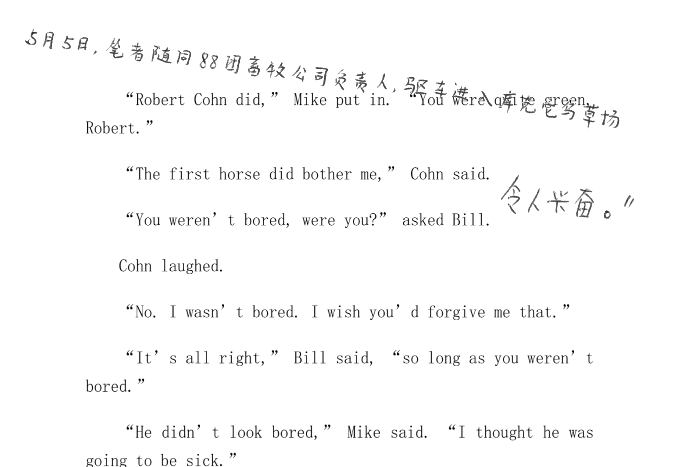 5月5日,笔者随同88团畜牧公司负责人,驱车进入库克它乌草场
“Robert Cohn did,” Mike put in. “You were quite green,
Robert.”
“The first horse did bother me,” Cohn said.
令人兴奋。”
“You weren’t bored, were you?” asked Bill.
Cohn laughed.
“No. I wasn’t bored. I wish you’d forgive me that.”
“It’s all right,” Bill said, “so long as you weren’t
bored.”
“He didn’t look bored,” Mike said. “I thought he was
going to be sick.”